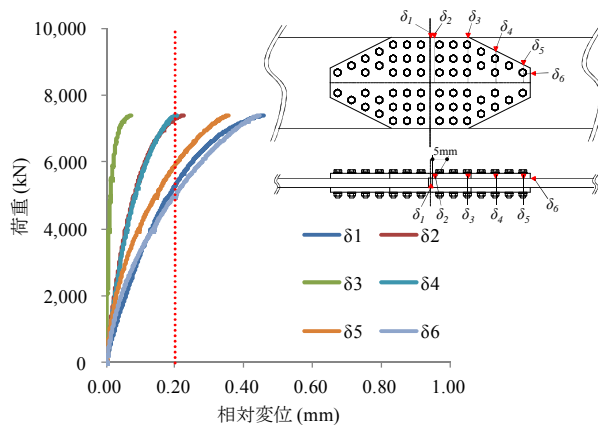 荷重 (kN)
10,000
8,000
6,000
4,000
2,000
0
0.00 0.20 0.40 0.60 0.80 1.00
相対変位 (mm)
δ1 δ2
δ3 δ4
δ5 δ6
δ1 δ2 δ3 δ4 δ5 δ6
5mm
δ1 δ2 δ3 δ4 δ5 δ6